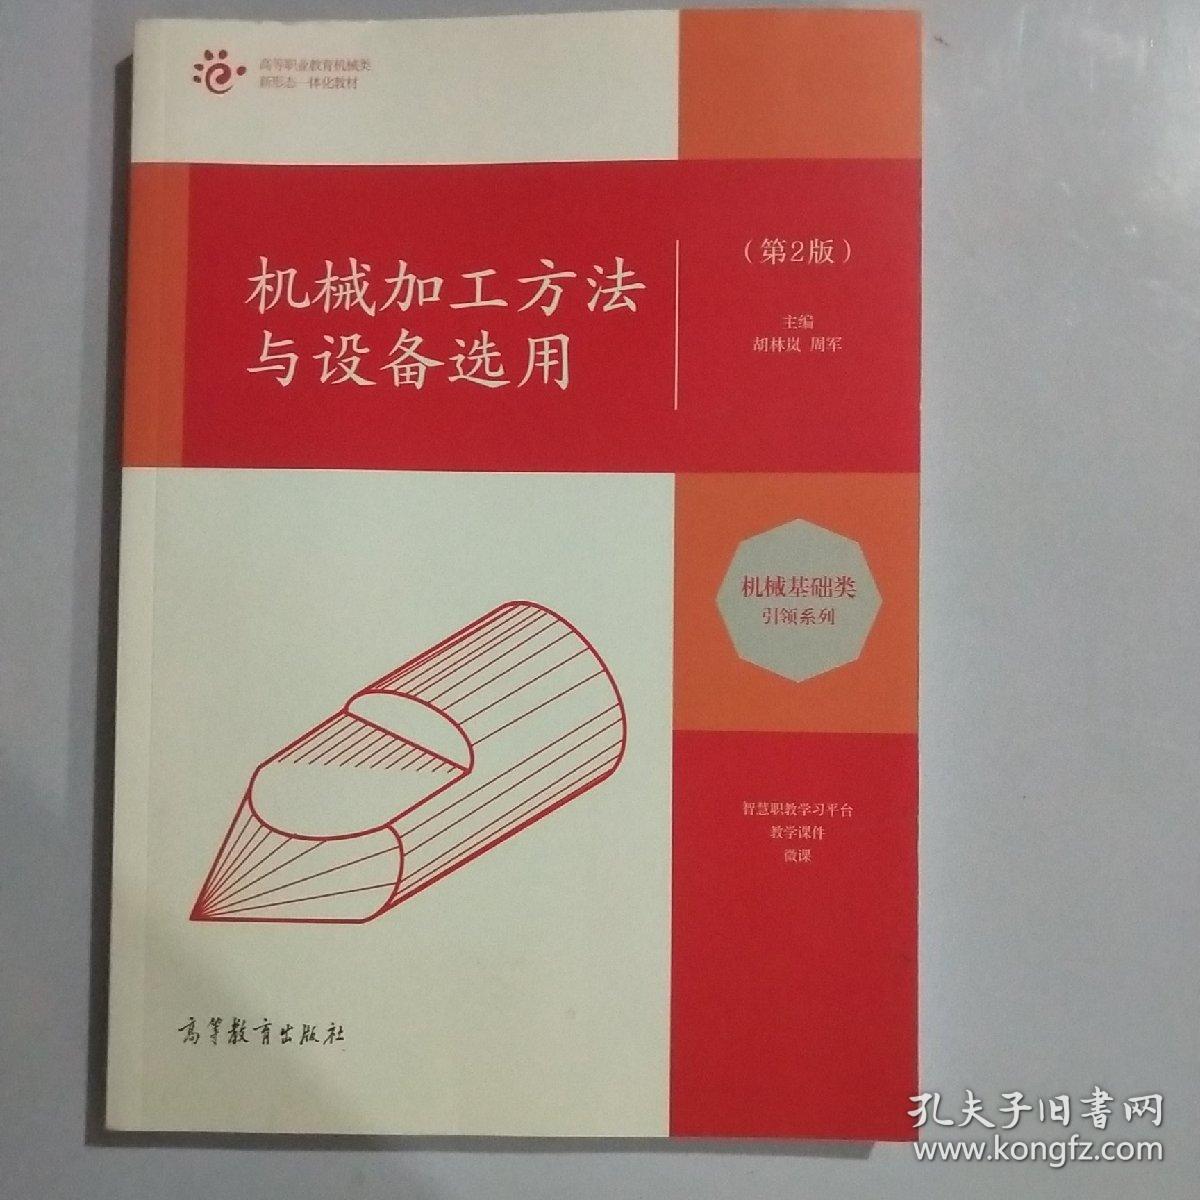 高等职业教育机械类
新形态一体化教材
机械加工方法
与设备选用
（第2版）
主编
胡林岚 周军
机械基础类
引领系列
智慧职教学习平台
教学课件
微课
高等教育出版社
孔夫子旧书网
www.kongfz.com